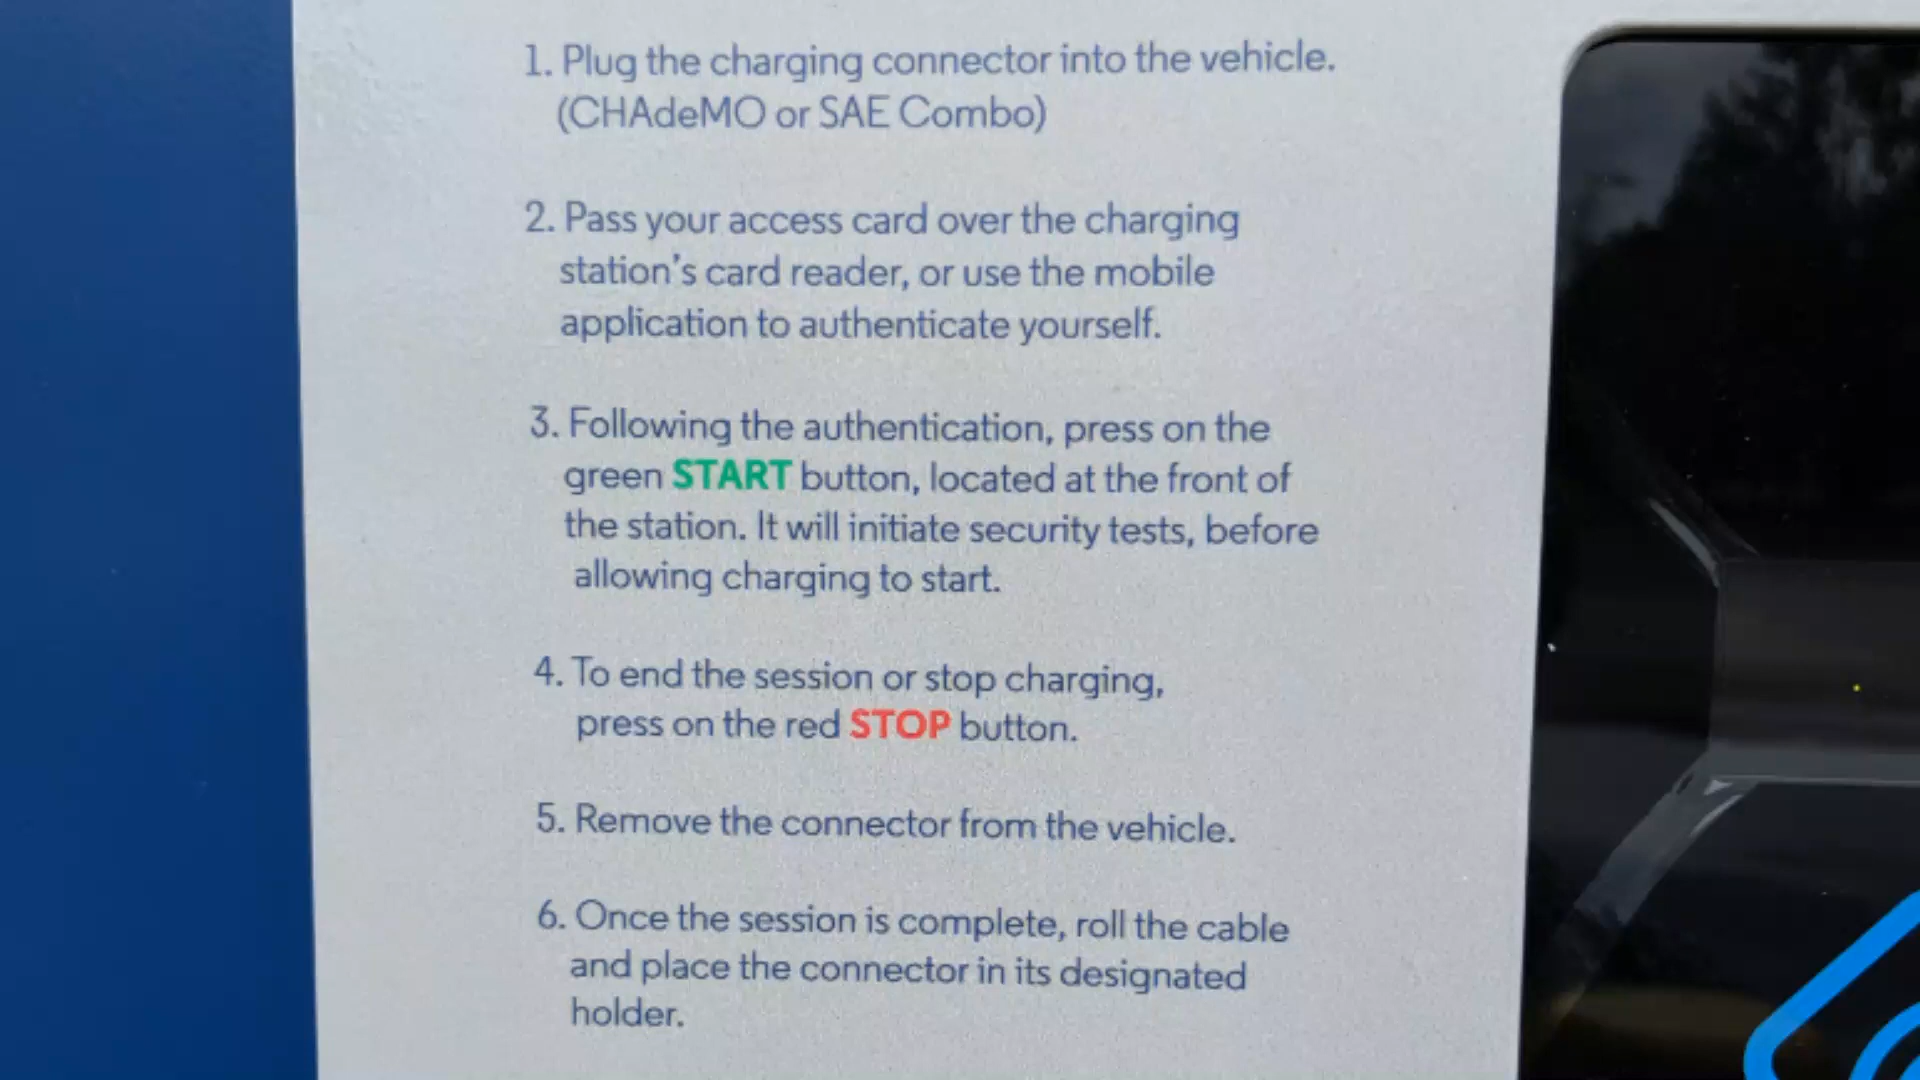 1. Plug the charging connector into the vehicle.
(CHAdeMO or SAE Combo)
2. Pass your access card over the charging
station's card reader, or use the mobile
application to authenticate yourself.
3. Following the authentication, press on the
green START button, located at the front of
the station. It will initiate security tests, before
allowing charging to start.
4. To end the session or stop charging,
press on the red STOP button.
5. Remove the connector from the vehicle.
6. Once the session is complete, roll the cable
and place the connector in its designated
holder.